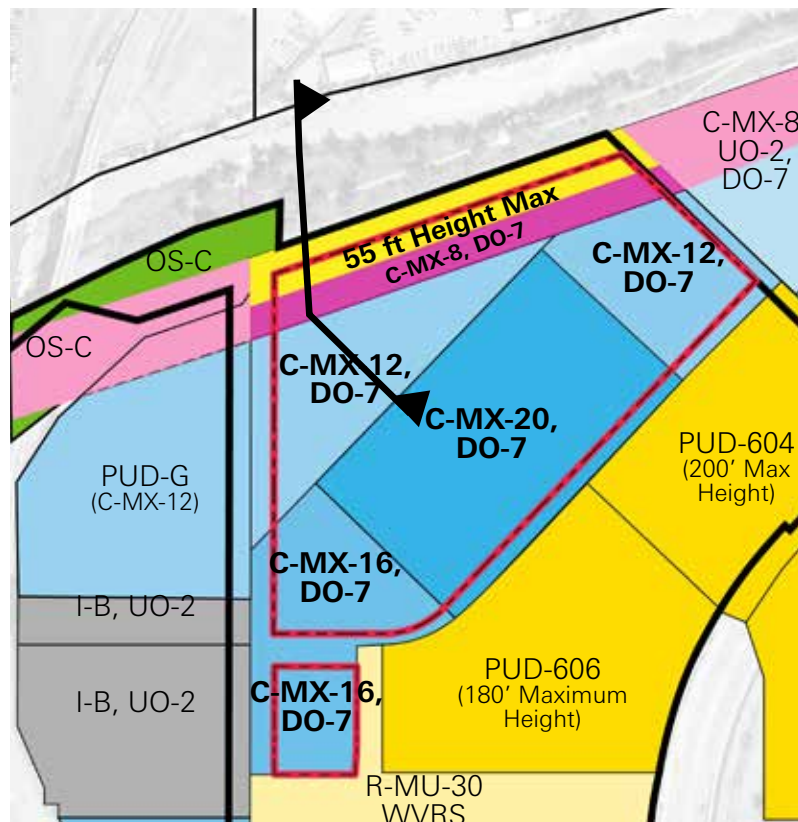 C-MX-8
UO-2,
DO-7
55 ft Height Max
C-MX-8, DO-7
OS-C
C-MX-12,
DO-7
OS-C
C-MX-12,
DO-7
C-MX-20,
DO-7
PUD-604
(200' Max
Height)
PUD-G
(C-MX-12)
C-MX-16,
DO-7
I-B, UO-2
I-B, UO-2
C-MX-16,
DO-7
PUD-606
(180' Maximum
Height)
R-MU-30
WVRS